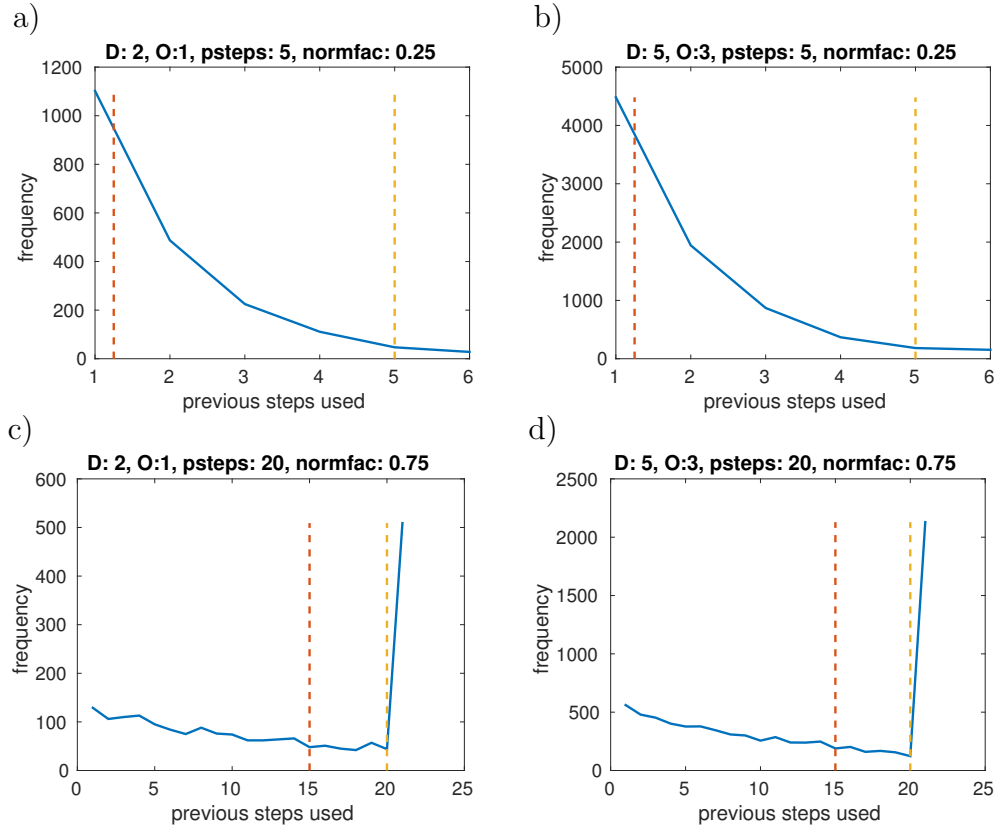 a)
D: 2, O:1, psteps: 5, normfac: 0.25
1200
1000
800
600
400
200
0
frequency
1 2 3 4 5 6
previous steps used
b)
D: 5, O:3, psteps: 5, normfac: 0.25
5000
4000
3000
2000
1000
0
frequency
1 2 3 4 5 6
previous steps used
c)
D: 2, O:1, psteps: 20, normfac: 0.75
600
500
400
300
200
100
0
frequency
0 5 10 15 20 25
previous steps used
d)
D: 5, O:3, psteps: 20, normfac: 0.75
2500
2000
1500
1000
500
0
frequency
0 5 10 15 20 25
previous steps used